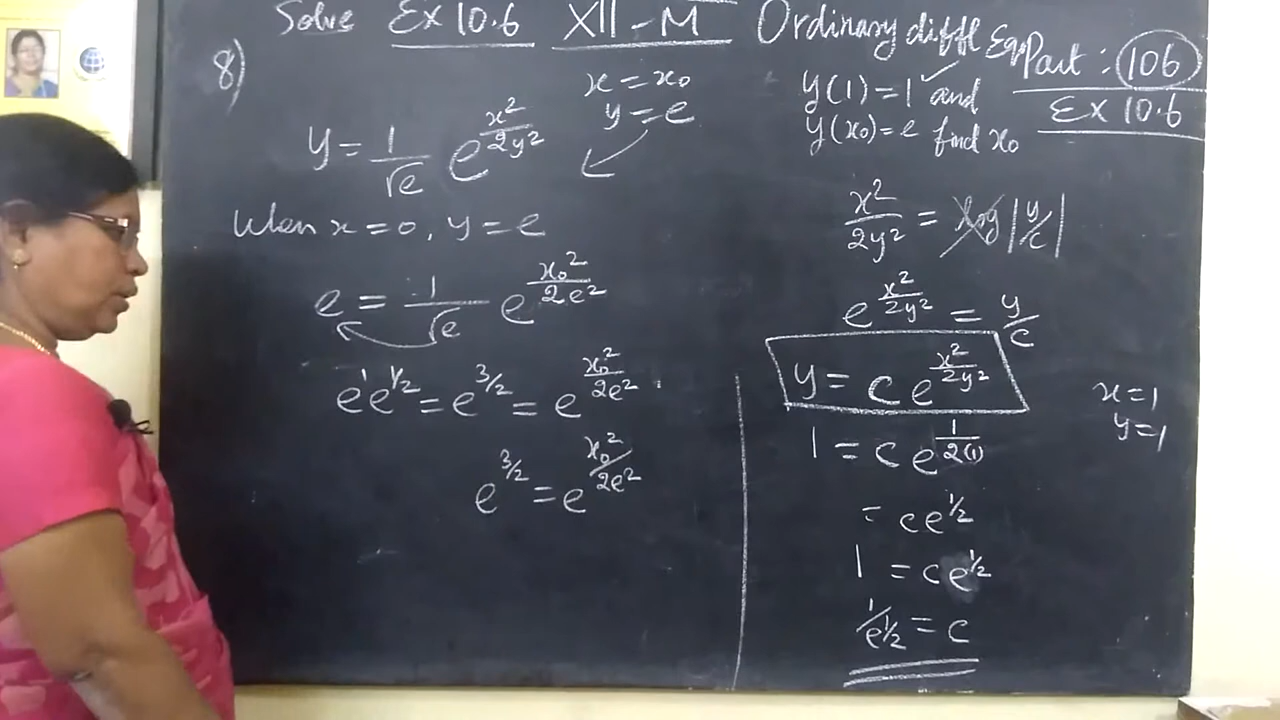 Solve Ex 10.6 XII - M Ordinary diffl Eqn Part : 106
Ex 10.6
8)
x = x₀
y = e
y(1) = 1 ✓ and
y(x₀) = e find x₀
y = 1/√e e^(x²/2y²)
When x = 0, y = e
e = 1/√e e^(x₀²/2e²)
e¹e^(1/2) = e^(3/2) = e^(x₀²/2e²)
e^(3/2) = e^(x₀²/2e²)
x²/2y² = log |y/c|
e^(x²/2y²) = y/c
y = c e^(x²/2y²)
x = 1
y = 1
1 = c e^(1/2(1))
= c e^(1/2)
1 = c e^(1/2)
1/e^(1/2) = c